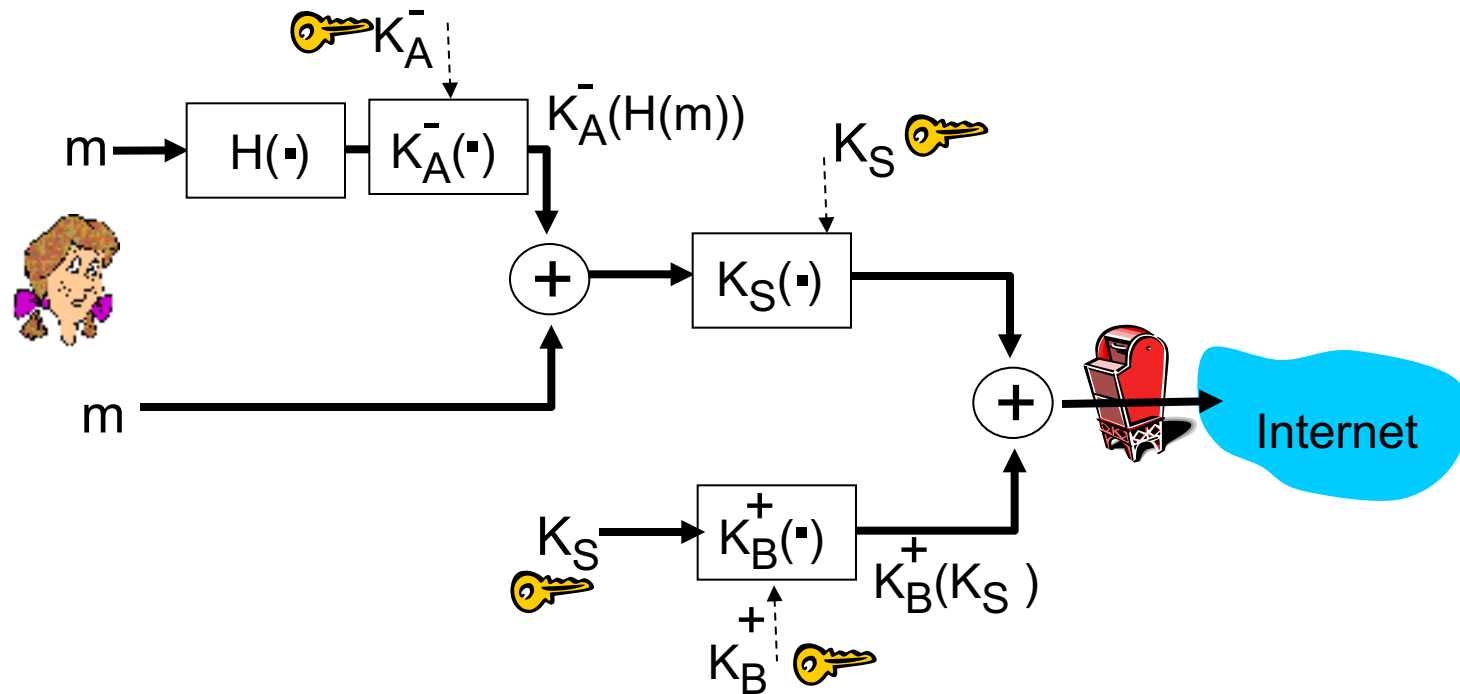 K_A^-
m
H(▪)
K_A^-(▪)
K_A^-(H(m))
K_S
+
K_S(▪)
m
+
Internet
K_S
K_B^+(▪)
K_B^+(K_S )
K_B^+